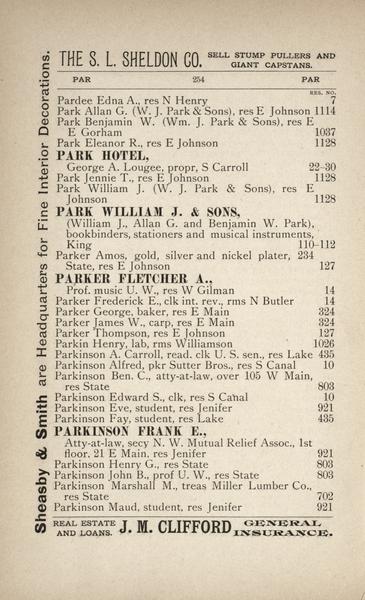 THE S. L. SHELDON CO. SELL STUMP PULLERS AND GIANT CAPSTANS.
PAR 254 PAR
RES. NO.
Pardee Edna A., res N Henry 7
Park Allan G. (W. J. Park & Sons), res E Johnson 1114
Park Benjamin W. (Wm. J. Park & Sons), res E
E Gorham 1037
Park Eleanor R., res E Johnson 1128
PARK HOTEL,
George A. Lougee, propr, S Carroll 22–30
Park Jennie T., res E Johnson 1128
Park William J. (W. J. Park & Sons), res E
Johnson 1128
PARK WILLIAM J. & SONS,
(William J., Allan G. and Benjamin W. Park),
bookbinders, stationers and musical instruments,
King 110–112
Parker Amos, gold, silver and nickel plater, 234
State, res E Johnson 127
PARKER FLETCHER A.,
Prof. music U. W., res W Gilman 14
Parker Frederick E., clk int. rev., rms N Butler 14
Parker George, baker, res E Main 324
Parker James W., carp, res E Main 324
Parker Thompson, res E Johnson 127
Parkin Henry, lab, rms Williamson 1026
Parkinson A. Carroll, read. clk U. S. sen., res Lake 435
Parkinson Alfred, pkr Sutter Bros., res S Canal 10
Parkinson Ben. C., atty-at-law, over 105 W Main,
res State 803
Parkinson Edward S., clk, res S Canal 10
Parkinson Eve, student, res Jenifer 921
Parkinson Fay, student, res Lake 435
PARKINSON FRANK E.,
Atty-at-law, secy N. W. Mutual Relief Assoc., 1st
floor, 21 E Main, res Jenifer 921
Parkinson Henry G., res State 803
Parkinson John B., prof U. W., res State 803
Parkinson Marshall M., treas Miller Lumber Co.,
res State 702
Parkinson Maud, student, res Jenifer 921
REAL ESTATE AND LOANS. J. M. CLIFFORD GENERAL INSURANCE.
Sheasby & Smith are Headquarters for Fine Interior Decorations.